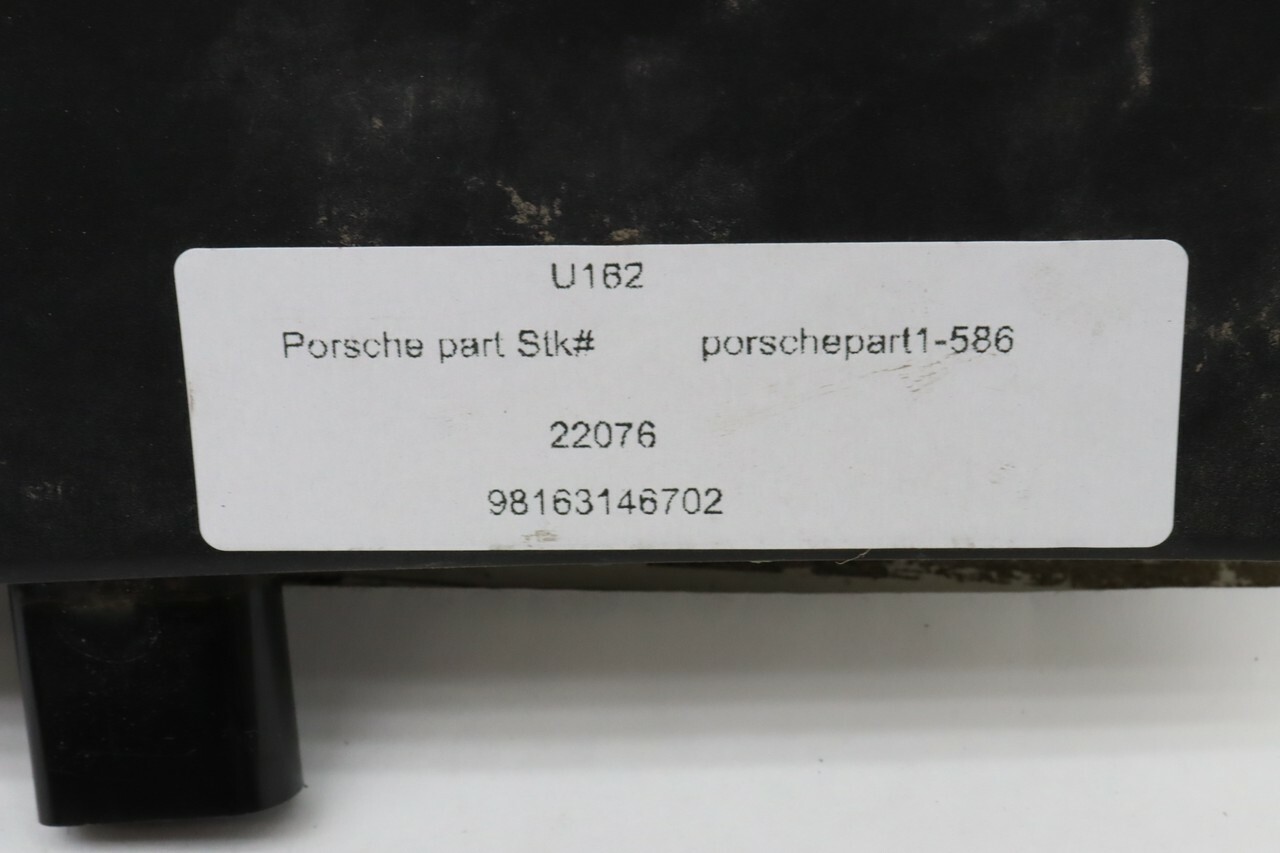 U162
Porsche part Stk# porschepart1-586
22076
98163146702